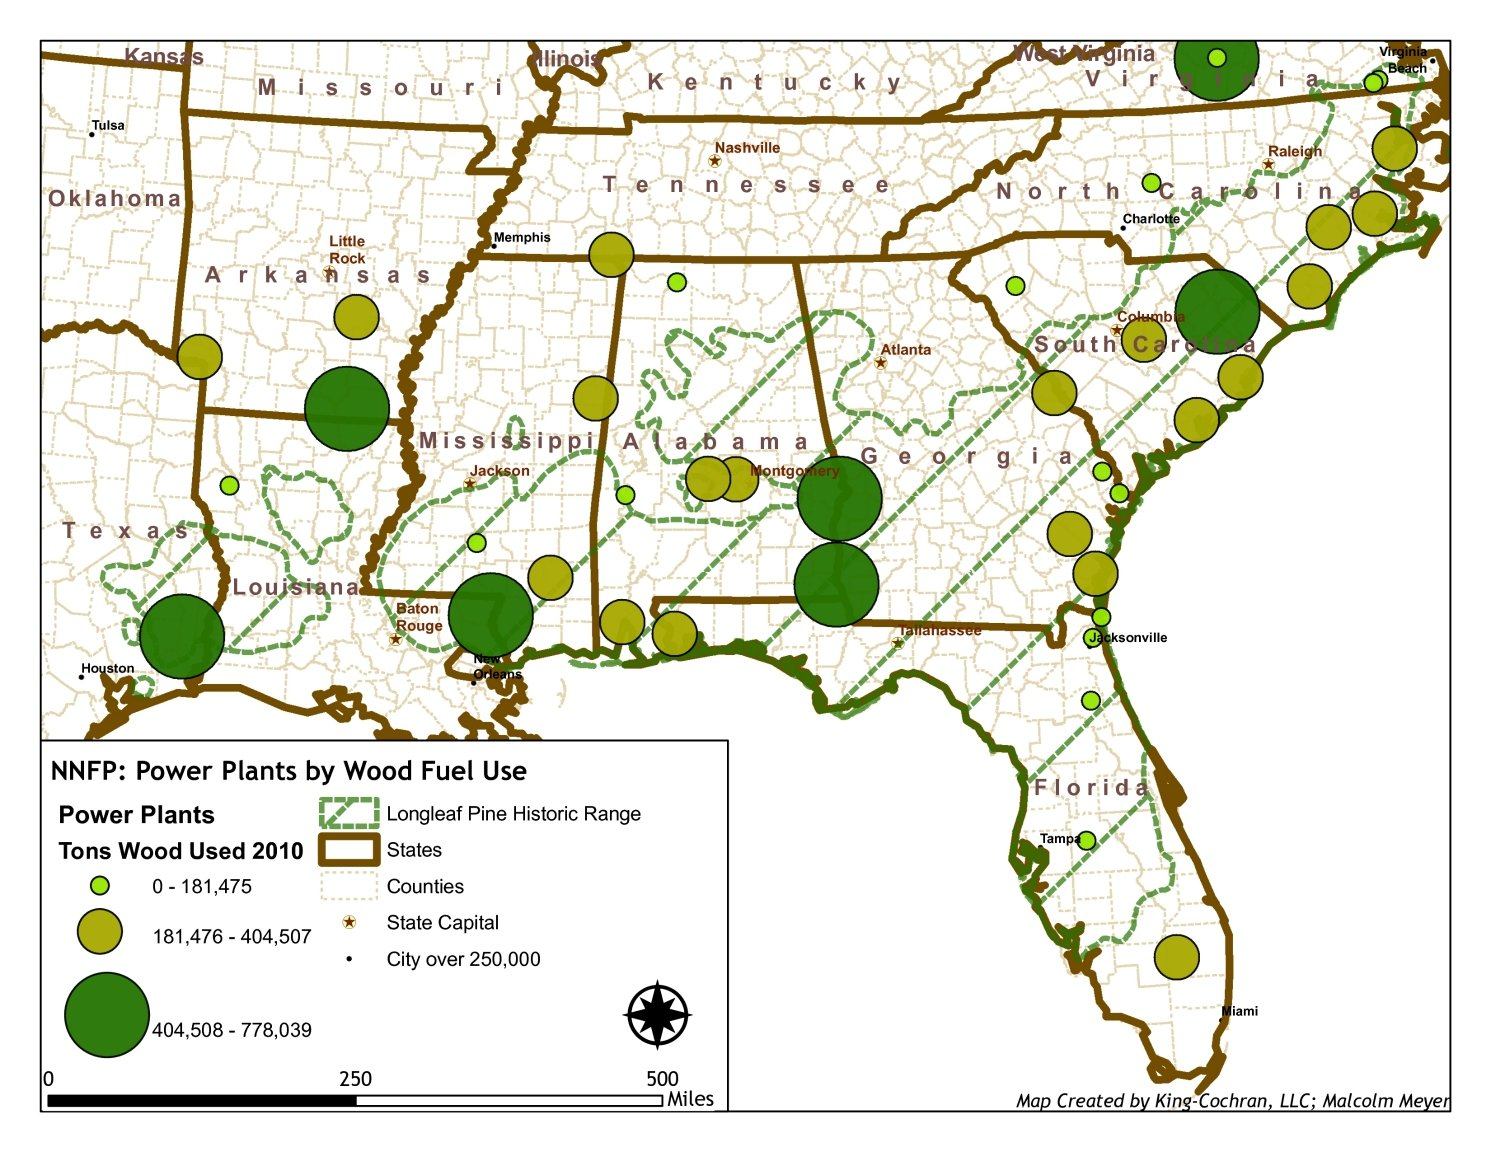 Kansas
Illinois
West Virginia
Virginia
Beach
Missouri
Kentucky
Virginia
Tulsa
Nashville
Raleigh
Oklahoma
Tennessee
North Carolina
Charlotte
Memphis
Little
Rock
Arkansas
Columbia
South Carolina
Atlanta
Mississippi
Alabama
Georgia
Jackson
Montgomery
Texas
Louisiana
Baton
Rouge
Tallahassee
Jacksonville
Houston
New
Orleans
Florida
Tampa
Miami
NNFP: Power Plants by Wood Fuel Use
Power Plants
Tons Wood Used 2010
0 - 181,475
181,476 - 404,507
404,508 - 778,039
Longleaf Pine Historic Range
States
Counties
State Capital
City over 250,000
0 250 500
Miles
Map Created by King-Cochran, LLC; Malcolm Meyer